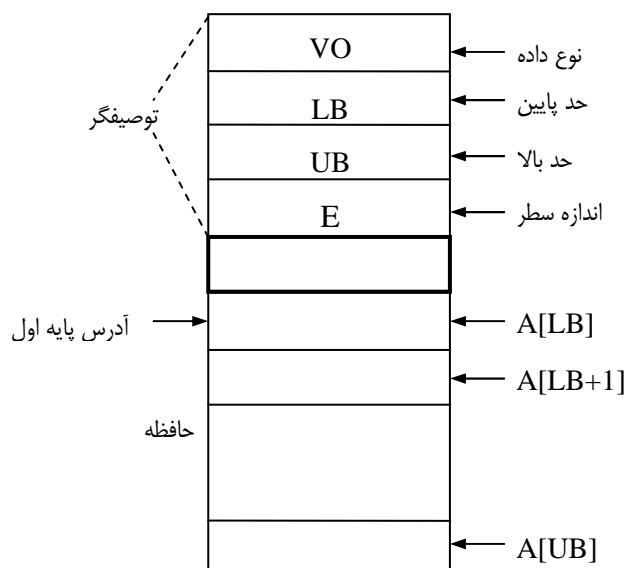 VO
نوع داده
LB
حد پایین
توصیفگر
UB
حد بالا
E
اندازه سطر
آدرس پایه اول
A[LB]
A[LB+1]
حافظه
A[UB]